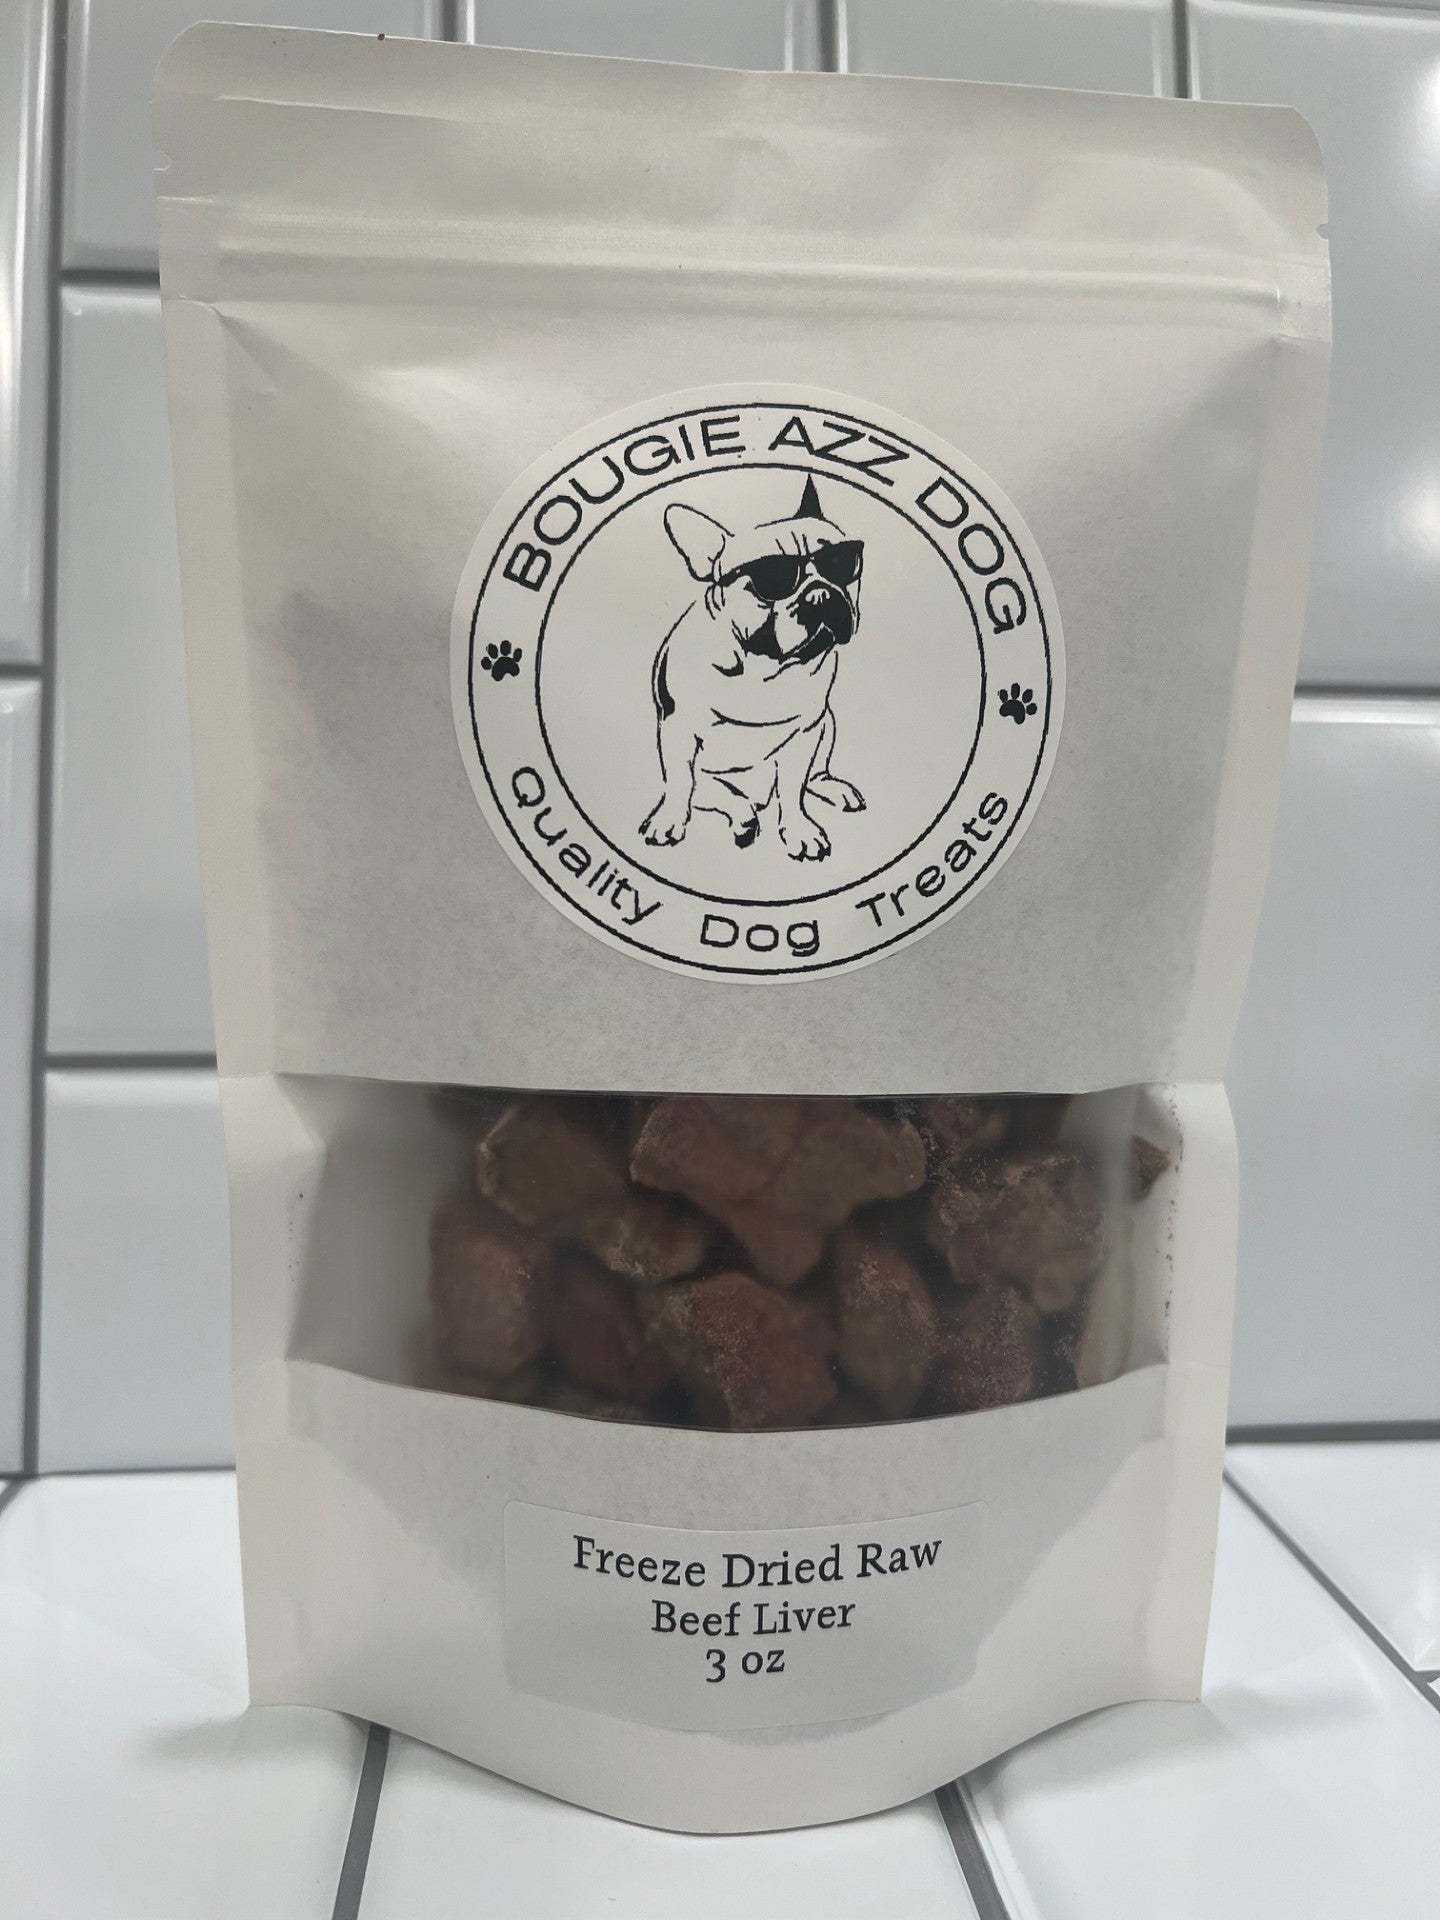 BOUGIE AZZ DOG
Quality Dog Treats
Freeze Dried Raw
Beef Liver
3 oz